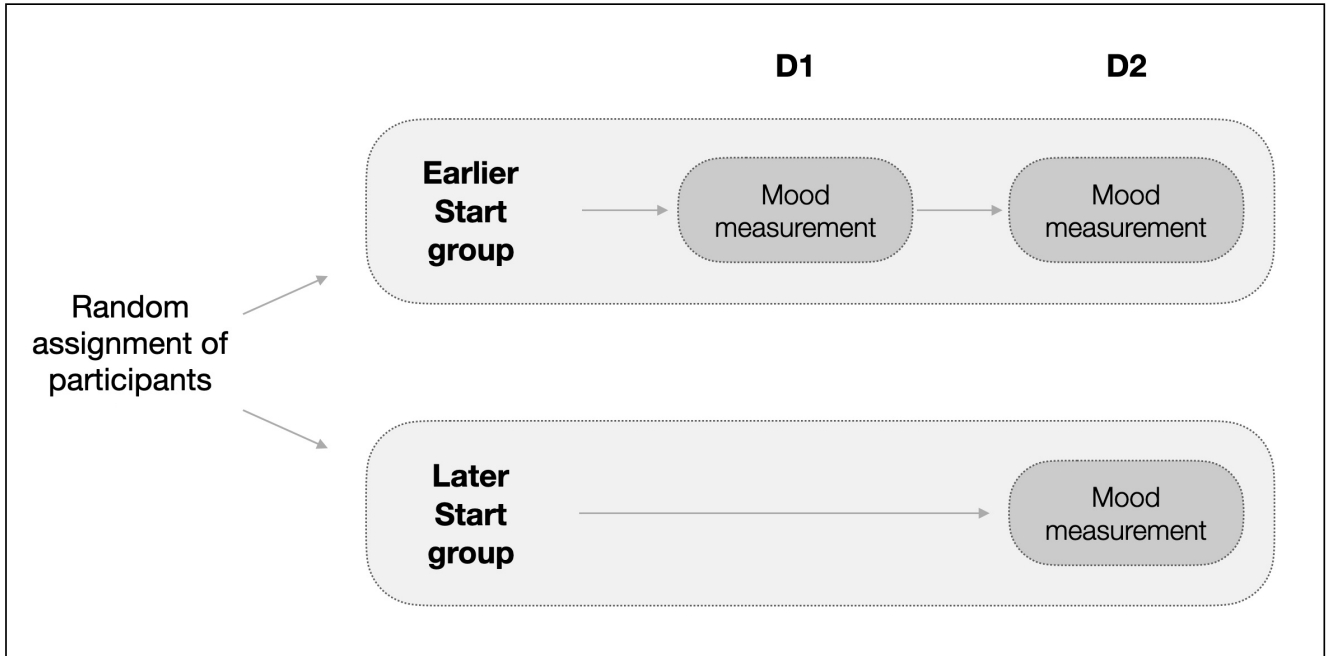 D1
D2
Earlier
Start
group
Mood
measurement
Mood
measurement
Random
assignment of
participants
Later
Start
group
Mood
measurement